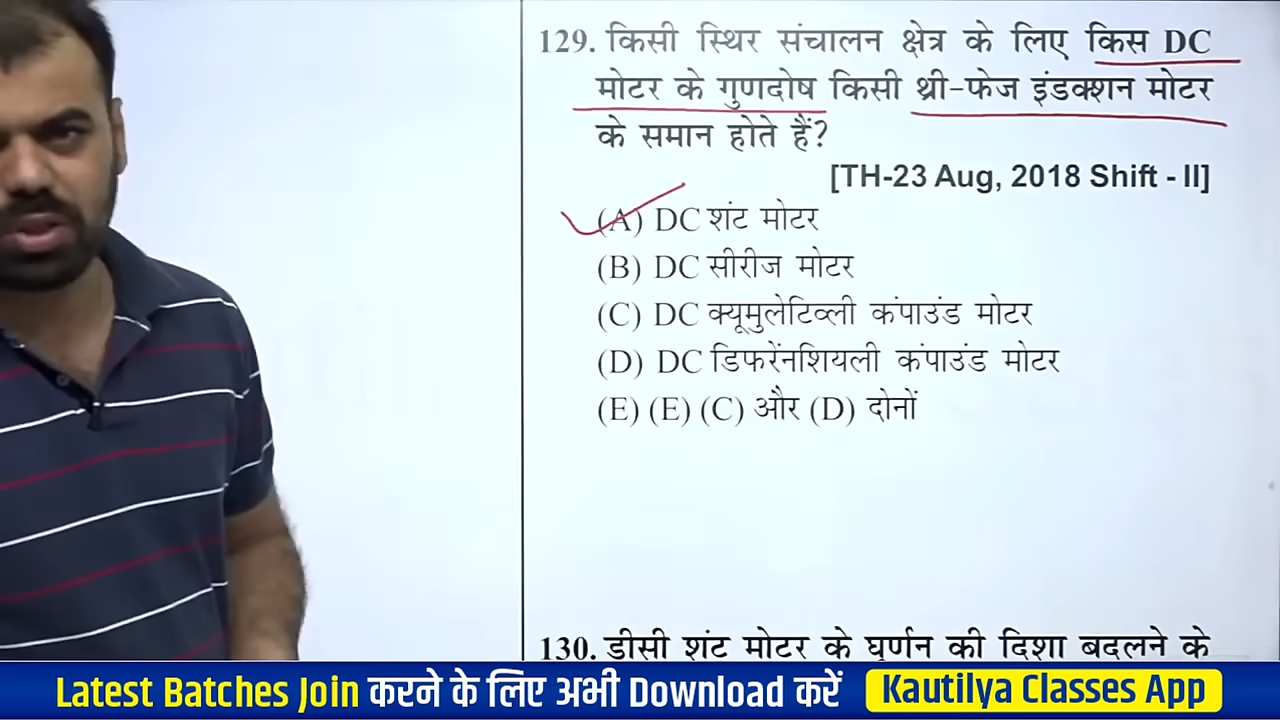 129. किसी स्थिर संचालन क्षेत्र के लिए किस DC
मोटर के गुणदोष किसी थ्री-फेज इंडक्शन मोटर
के समान होते हैं?
[TH-23 Aug, 2018 Shift - II]
(A) DC शंट मोटर
(B) DC सीरीज मोटर
(C) DC क्यूमुलेटिव्ली कंपाउंड मोटर
(D) DC डिफरेंनशियली कंपाउंड मोटर
(E) (E) (C) और (D) दोनों
130. डीसी शंट मोटर के घूर्णन की दिशा बदलने के
Latest Batches Join करने के लिए अभी Download करें Kautilya Classes App